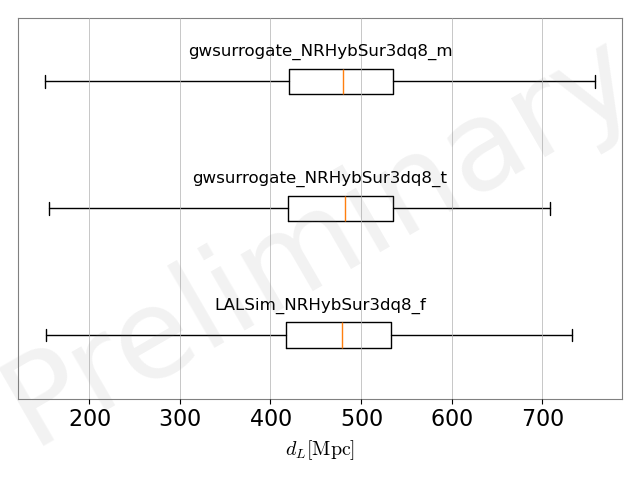 gwsurrogate_NRHybSur3dq8_m
gwsurrogate_NRHybSur3dq8_t
LALSim_NRHybSur3dq8_f
Preliminary
200 300 400 500 600 700
d_L[Mpc]